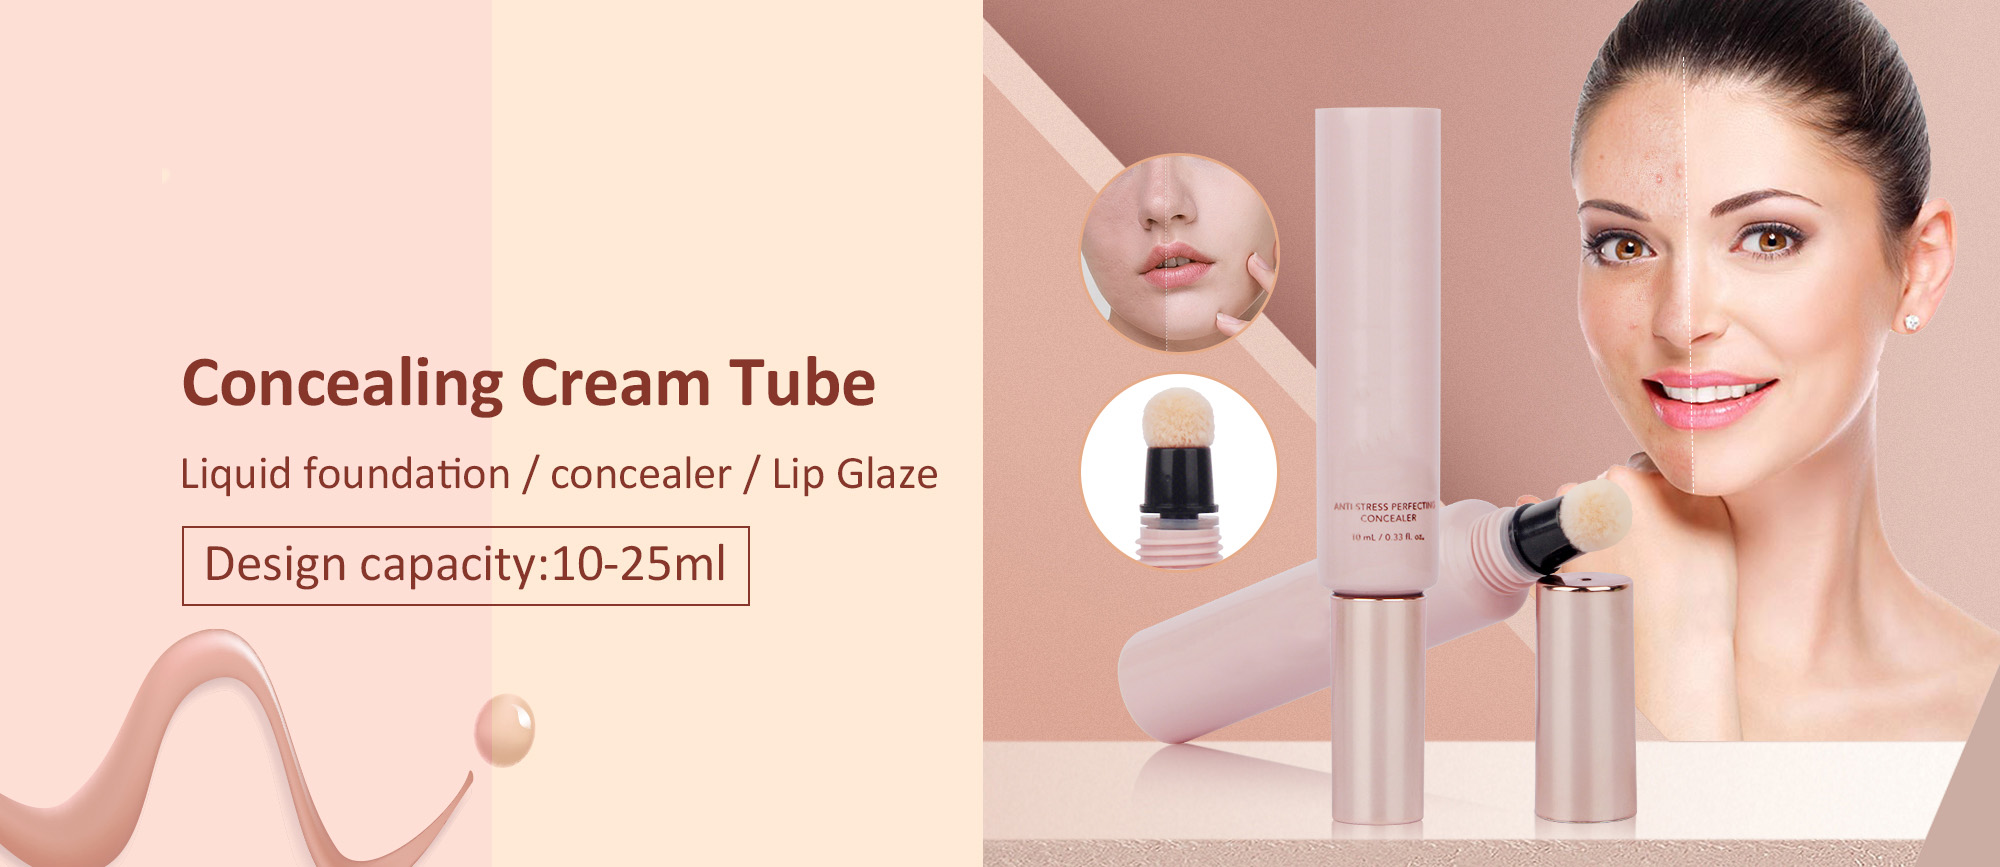 Concealing Cream Tube
Liquid foundation / concealer / Lip Glaze
Design capacity:10-25ml
ANTI-STRESS PERFECTING
CONCEALER
10 mL / 0.33 fl. oz.